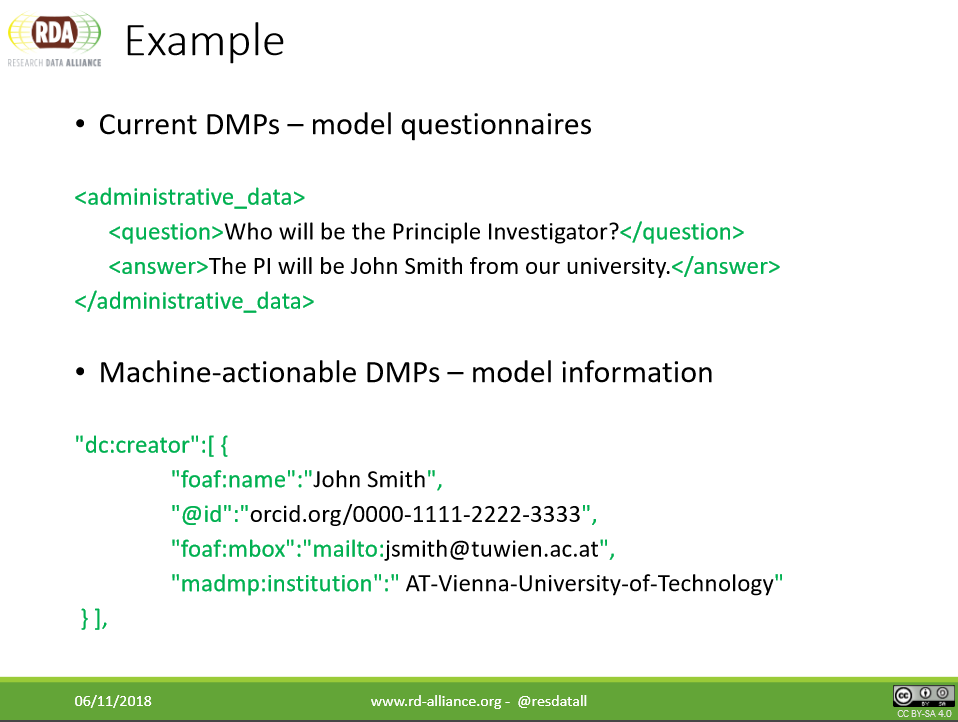 RDA
RESEARCH DATA ALLIANCE
Example
• Current DMPs – model questionnaires
<administrative_data>
<question>Who will be the Principle Investigator?</question>
<answer>The PI will be John Smith from our university.</answer>
</administrative_data>
• Machine-actionable DMPs – model information
"dc:creator":[ {
"foaf:name":"John Smith",
"@id":"orcid.org/0000-1111-2222-3333",
"foaf:mbox":"mailto:jsmith@tuwien.ac.at",
"madmp:institution":" AT-Vienna-University-of-Technology"
} ],
06/11/2018
www.rd-alliance.org - @resdatall
cc
BY
CC BY-SA 4.0